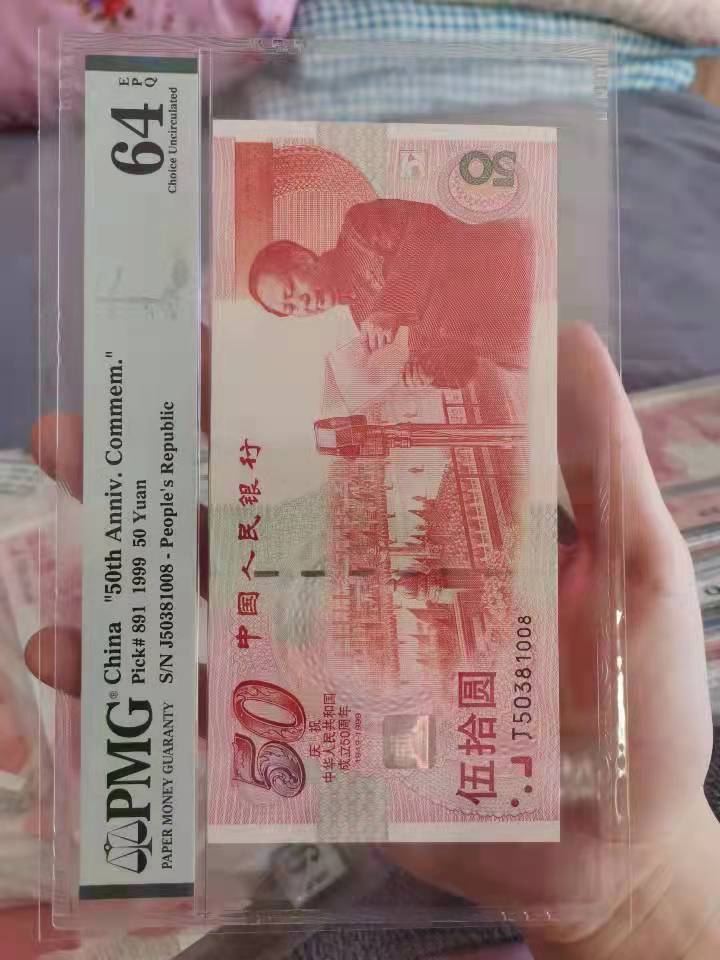 PMG®
PAPER MONEY GUARANTY
China "50th Anniv. Commem."
Pick# 891 1999 50 Yuan
S/N J50381008 - People's Republic
64
EPQ
Choice Uncirculated
中国人民银行
50
50
庆祝
中华人民共和国
成立50周年
1949-1999
伍拾圆
J50381008